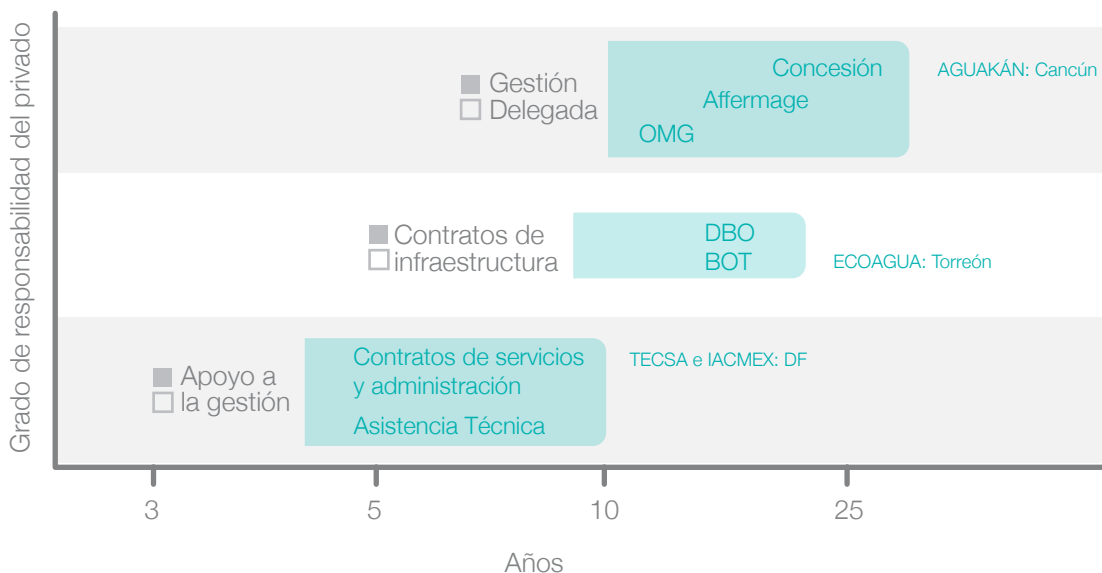 Grado de responsabilidad del privado
Gestión
Delegada
Concesión
Affermage
OMG
AGUAKÁN: Cancún
Contratos de
infraestructura
DBO
BOT
ECOAGUA: Torreón
Apoyo a
la gestión
Contratos de servicios
y administración
Asistencia Técnica
TECSA e IACMEX: DF
3
5
10
25
Años